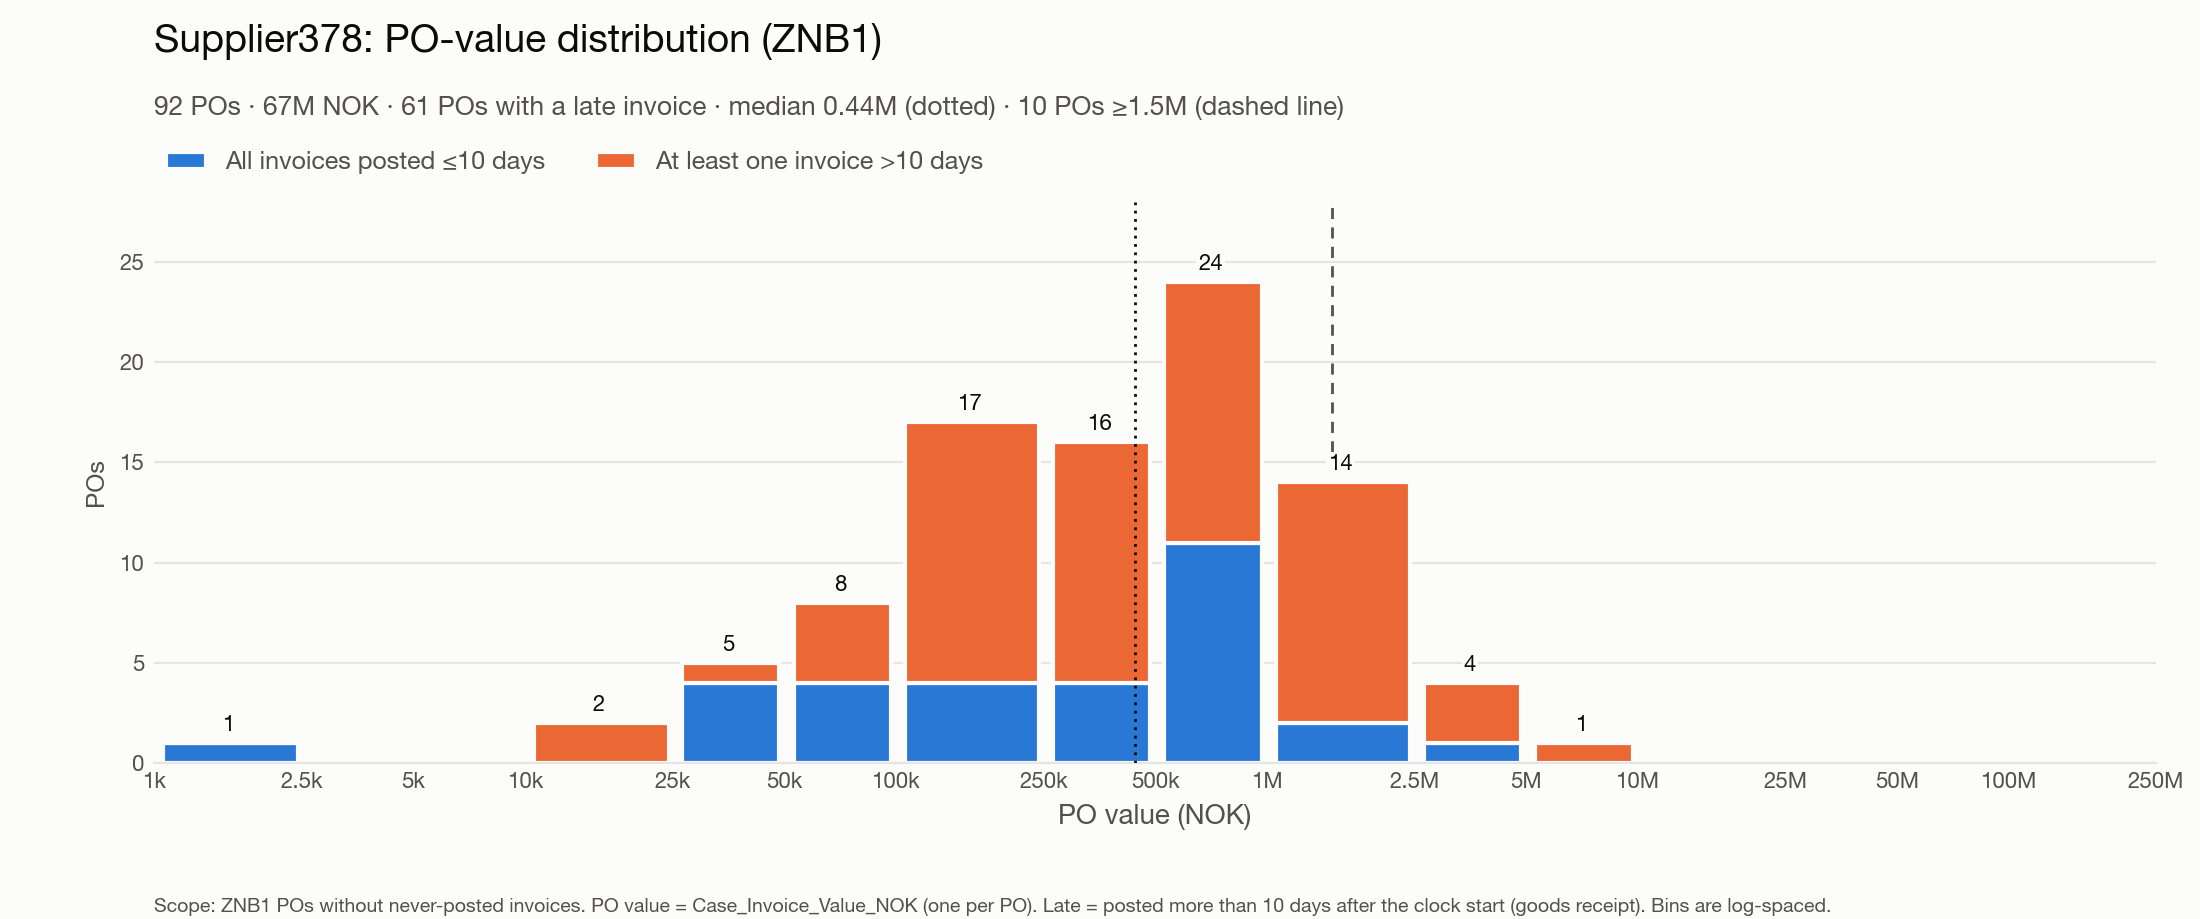 Supplier378: PO-value distribution (ZNB1)
92 POs · 67M NOK · 61 POs with a late invoice · median 0.44M (dotted) · 10 POs ≥1.5M (dashed line)
All invoices posted ≤10 days
At least one invoice >10 days
25
20
15
10
5
0
POs
1
2
5
8
17
16
24
14
4
1
1k
2.5k
5k
10k
25k
50k
100k
250k
500k
1M
2.5M
5M
10M
25M
50M
100M
250M
PO value (NOK)
Scope: ZNB1 POs without never-posted invoices. PO value = Case_Invoice_Value_NOK (one per PO). Late = posted more than 10 days after the clock start (goods receipt). Bins are log-spaced.